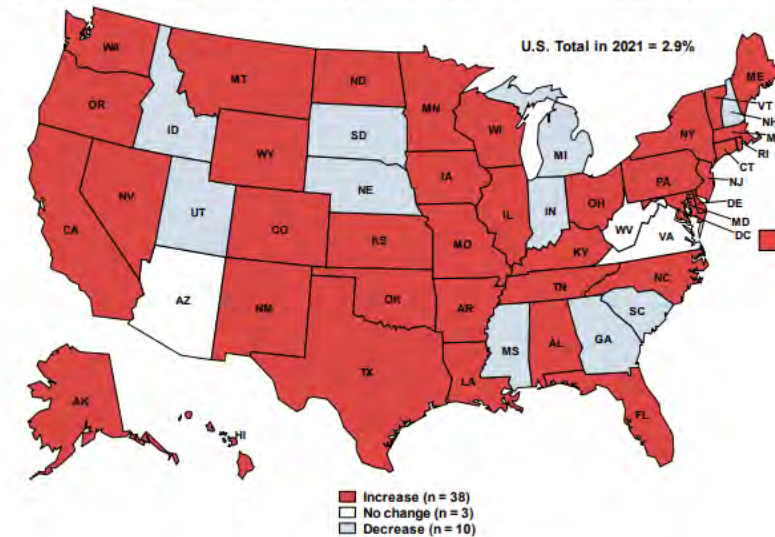 U.S. Total in 2021 = 2.9%
WA
MT
ND
MN
ME
VT
NH
OR
ID
SD
WI
MI
NY
M
RI
CT
WY
IA
PA
NJ
NE
NV
UT
IL
IN
OH
DE
MD
DC
CA
CO
KS
MO
WV
VA
KY
NC
AZ
NM
OK
AR
TN
SC
MS
AL
GA
TX
LA
AK
HI
FL
Increase (n = 38)
No change (n = 3)
Decrease (n = 10)